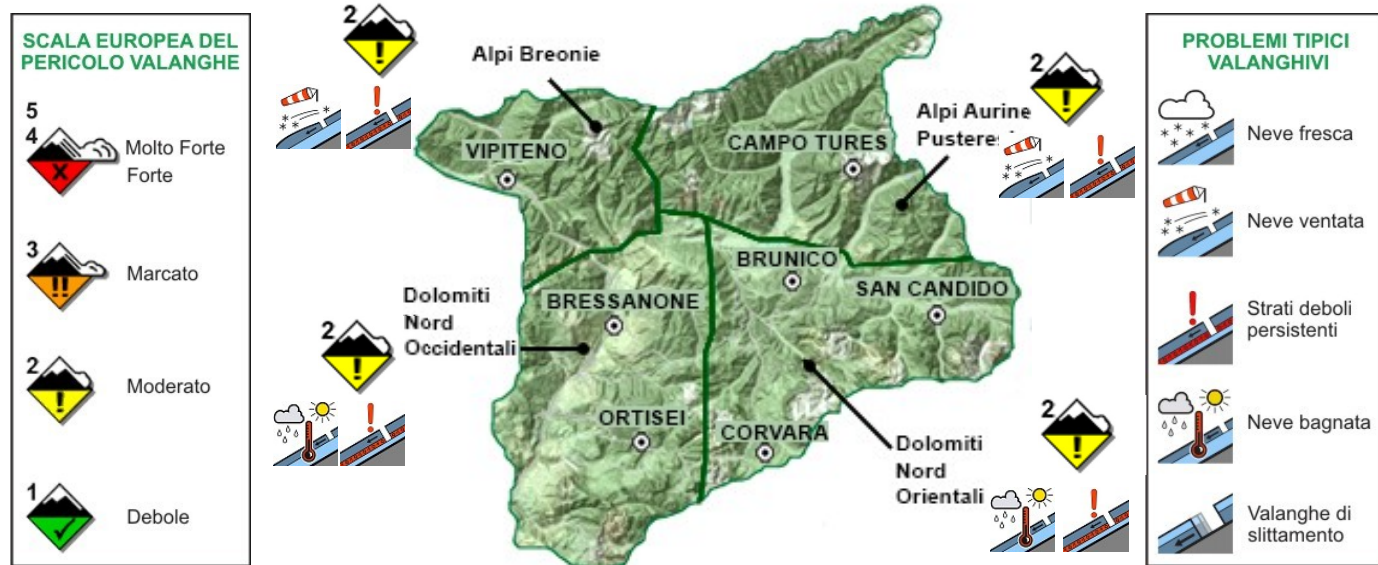 SCALA EUROPEA DEL
PERICOLO VALANGHE
5
4
Molto Forte
Forte
3
Marcato
2
Moderato
1
Debole
2
Alpi Breonie
2
Alpi Aurine
VIPITENO
CAMPO TURES
BRUNICO
SAN CANDIDO
Dolomiti
Nord
Occidentali
BRESSANONE
2
ORTISEI
CORVARA
Dolomiti
Nord
Orientali
2
PROBLEMI TIPICI
VALANGHIVI
Neve fresca
Neve ventata
Strati deboli
persistenti
Neve bagnata
Valanghe di
slittamento